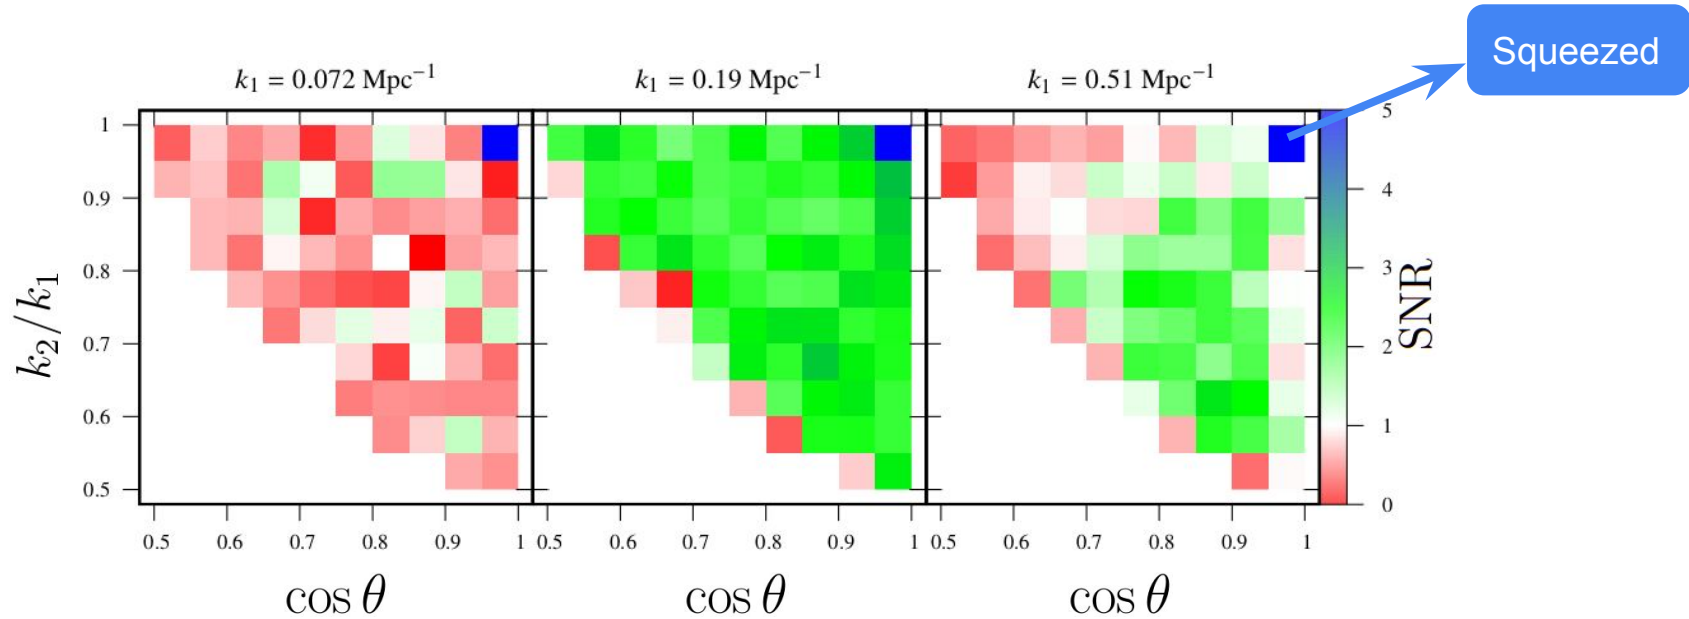 Squeezed
k₁ = 0.072 Mpc⁻¹
k₁ = 0.19 Mpc⁻¹
k₁ = 0.51 Mpc⁻¹
k₂/k₁
1
0.9
0.8
0.7
0.6
0.5
5
4
3
2
1
0
SNR
0.5 0.6 0.7 0.8 0.9 1
0.5 0.6 0.7 0.8 0.9 1
0.5 0.6 0.7 0.8 0.9 1
cos θ
cos θ
cos θ